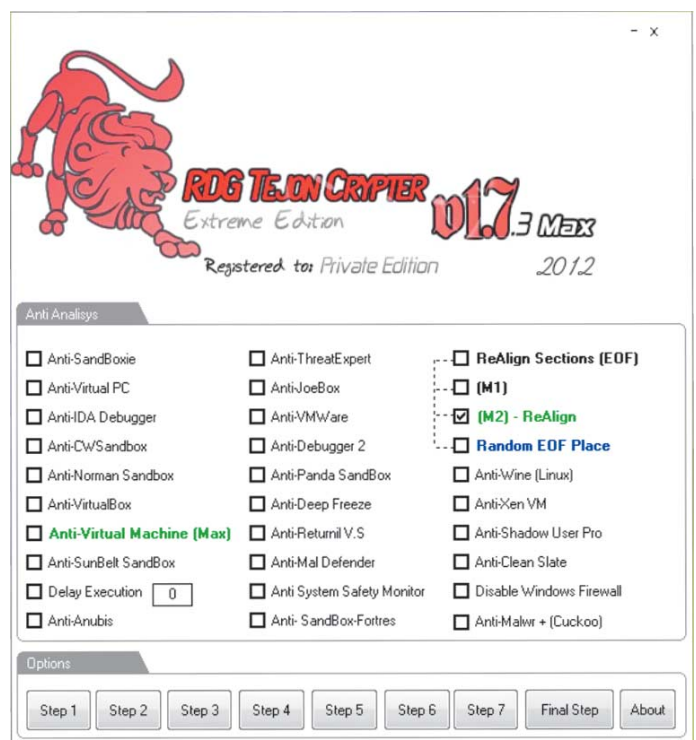 - x
RDG TEJON CRYPTER v1.7.3 Max
Extreme Edition
Registered to: Private Edition 2012
Anti Analisys
Anti-SandBoxie Anti-ThreatExpert ReAlign Sections (EOF)
Anti-Virtual PC Anti-JoeBox (M1)
Anti-IDA Debugger Anti-VMWare (M2) - ReAlign
Anti-CWSandbox Anti-Debugger 2 Random EOF Place
Anti-Norman Sandbox Anti-Panda SandBox Anti-Wine (Linux)
Anti-VirtualBox Anti-Deep Freeze Anti-Xen VM
Anti-Virtual Machine (Max) Anti-Returnil V.S Anti-Shadow User Pro
Anti-SunBelt SandBox Anti-Mal Defender Anti-Clean Slate
Delay Execution 0 Anti System Safety Monitor Disable Windows Firewall
Anti-Anubis Anti- SandBox-Fortres Anti-Malwr + (Cuckoo)
Options
Step 1 Step 2 Step 3 Step 4 Step 5 Step 6 Step 7 Final Step About